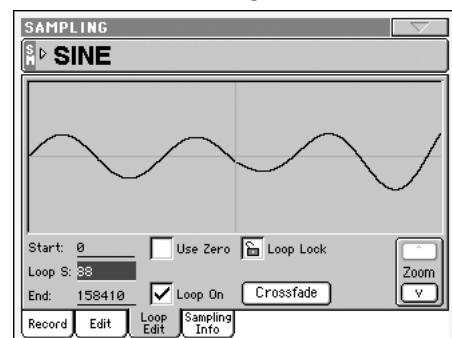 SAMPLING
SM SINE
Start: 0
Use Zero
Loop Lock
Loop S: 88
Zoom
End: 158410
Loop On
Crossfade
V
Record
Edit
Loop Edit
Sampling Info